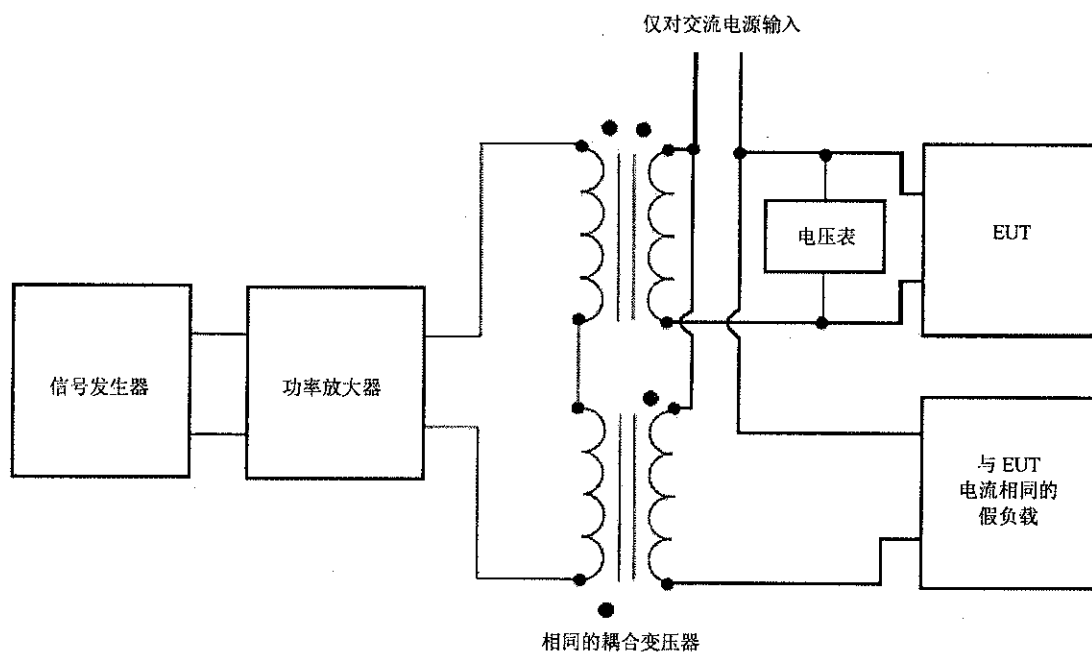 仅对交流电源输入
电压表
EUT
信号发生器
功率放大器
与 EUT
电流相同的
假负载
相同的耦合变压器